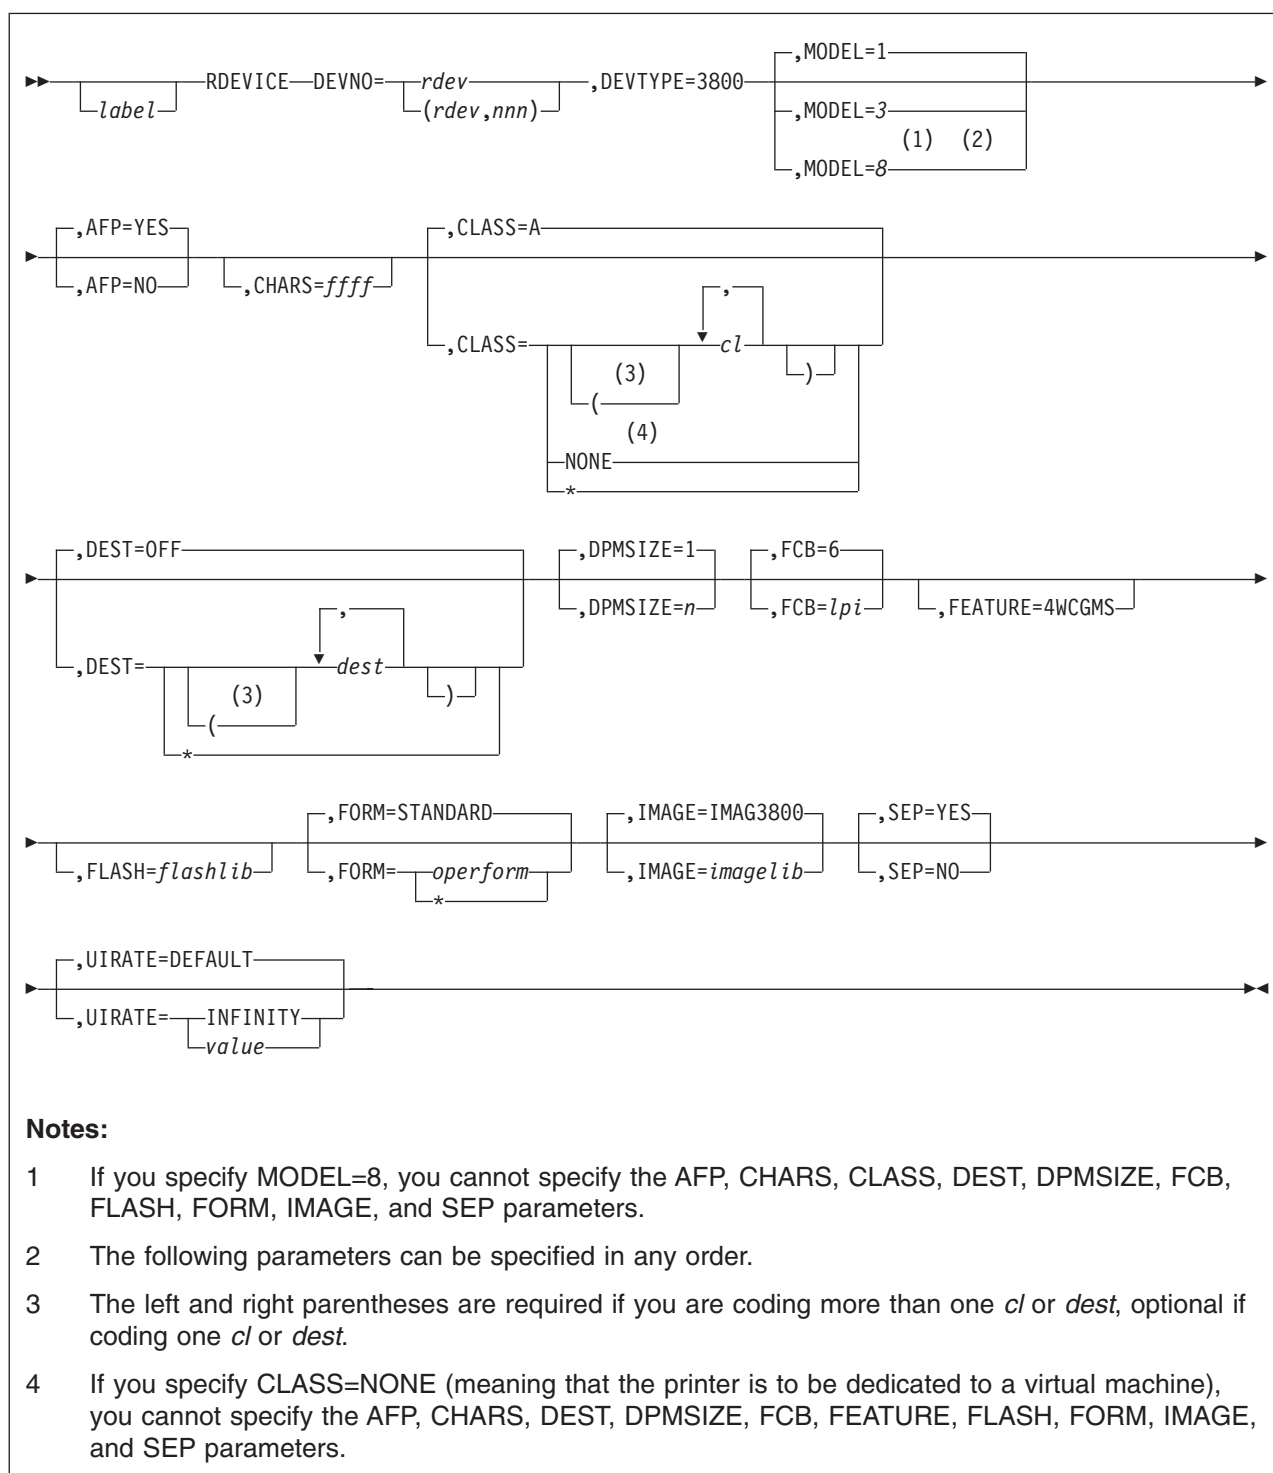 ,MODEL=1
RDEVICE DEVNO= rdev ,DEVTYPE=3800
label (rdev,nnn) ,MODEL=3
(1) (2)
,MODEL=8
,AFP=YES ,CLASS=A
,AFP=NO ,CHARS=ffff ,
,CLASS= cl
(3) )
(
(4)
NONE
*
,DEST=OFF ,DPMSIZE=1 ,FCB=6
,DPMSIZE=n ,FCB=lpi ,FEATURE=4WCGMS
,
,DEST= dest
(3) )
(
*
,FORM=STANDARD ,IMAGE=IMAG3800 ,SEP=YES
,FLASH=flashlib ,FORM= operform ,IMAGE=imagelib ,SEP=NO
*
,UIRATE=DEFAULT
,UIRATE= INFINITY
value
Notes:
1 If you specify MODEL=8, you cannot specify the AFP, CHARS, CLASS, DEST, DPMSIZE, FCB,
FLASH, FORM, IMAGE, and SEP parameters.
2 The following parameters can be specified in any order.
3 The left and right parentheses are required if you are coding more than one cl or dest, optional if
coding one cl or dest.
4 If you specify CLASS=NONE (meaning that the printer is to be dedicated to a virtual machine),
you cannot specify the AFP, CHARS, DEST, DPMSIZE, FCB, FEATURE, FLASH, FORM, IMAGE,
and SEP parameters.